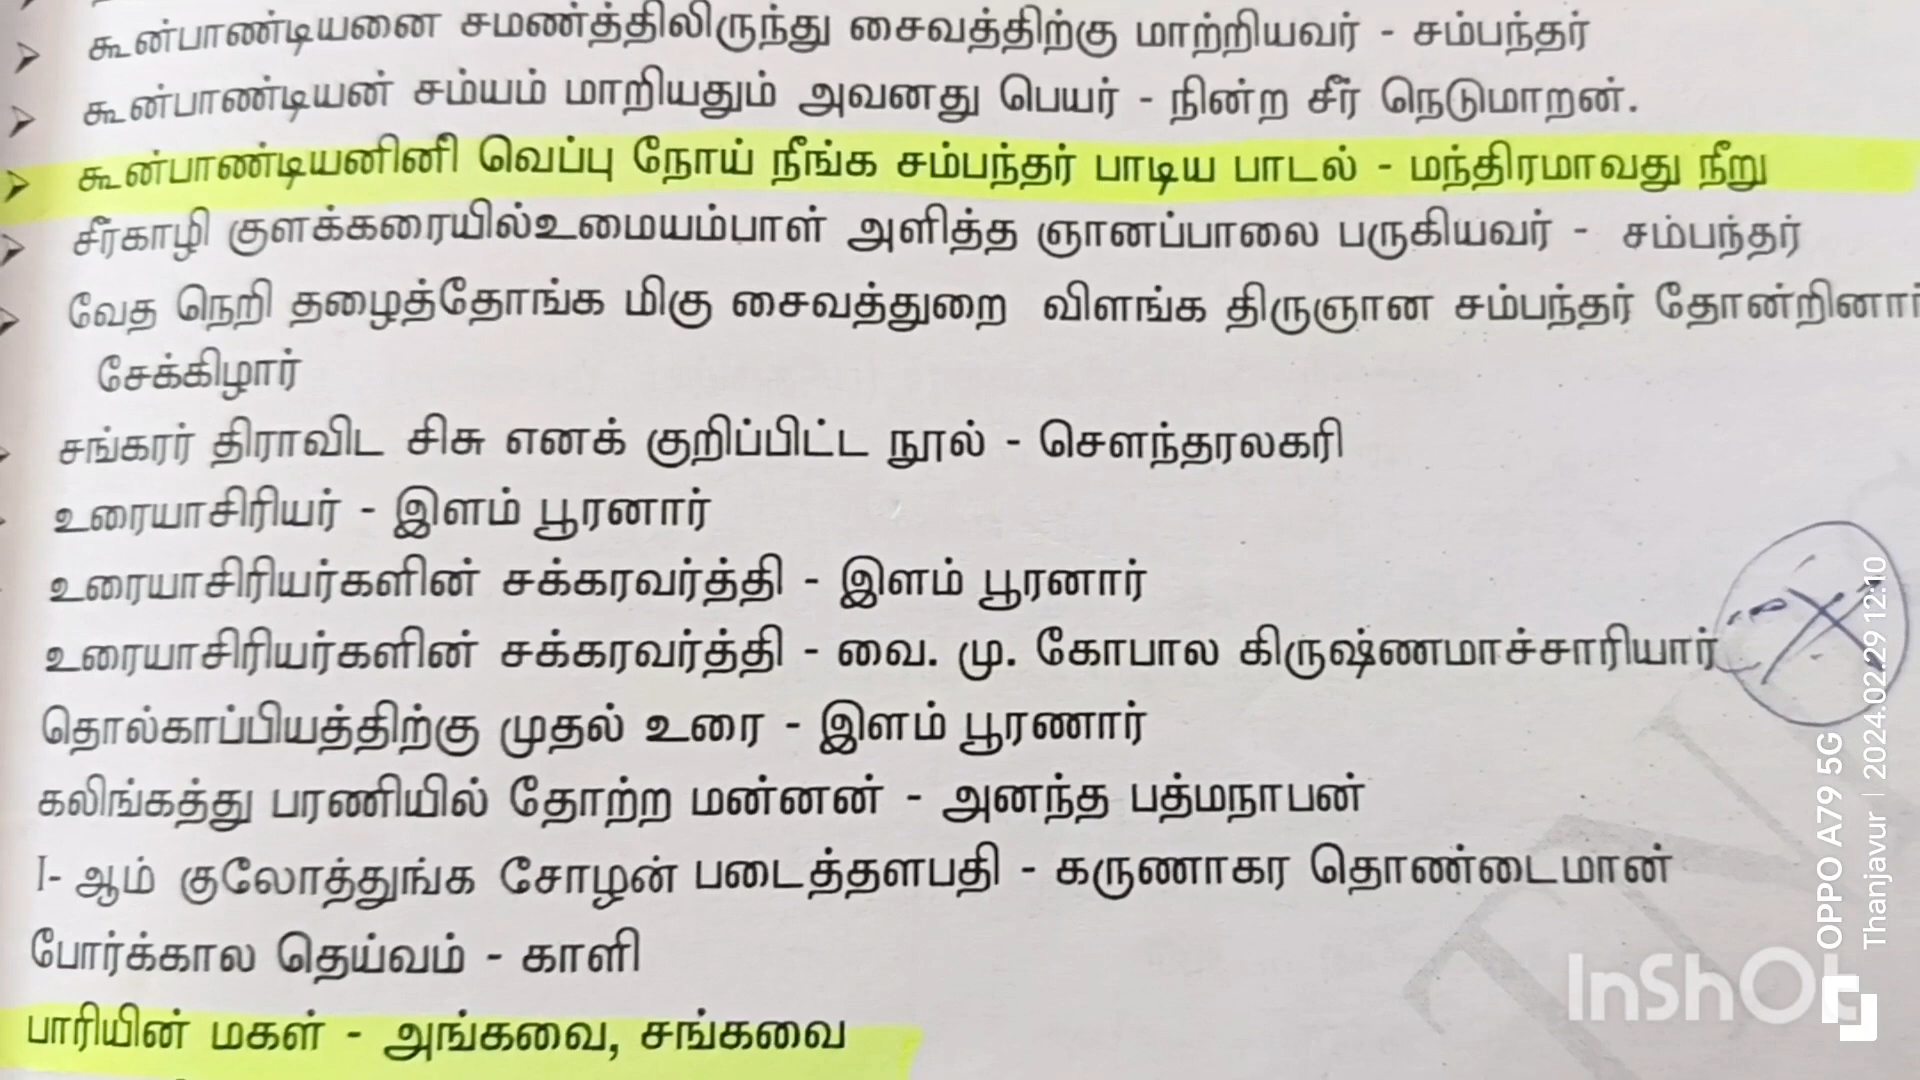 கூன்பாண்டியனை சமணத்திலிருந்து சைவத்திற்கு மாற்றியவர் - சம்பந்தர்
கூன்பாண்டியன் சம்யம் மாறியதும் அவனது பெயர் - நின்ற சீர் நெடுமாறன்.
கூன்பாண்டியனினி வெப்பு நோய் நீங்க சம்பந்தர் பாடிய பாடல் - மந்திரமாவது நீறு
சீர்காழி குளக்கரையில்உமையம்பாள் அளித்த ஞானப்பாலை பருகியவர் - சம்பந்தர்
வேத நெறி தழைத்தோங்க மிகு சைவத்துறை விளங்க திருஞான சம்பந்தர் தோன்றினார்
சேக்கிழார்
சங்கரர் திராவிட சிசு எனக் குறிப்பிட்ட நூல் - சௌந்தரலகரி
உரையாசிரியர் - இளம் பூரனார்
உரையாசிரியர்களின் சக்கரவர்த்தி - இளம் பூரனார்
உரையாசிரியர்களின் சக்கரவர்த்தி - வை. மு. கோபால கிருஷ்ணமாச்சாரியார்
தொல்காப்பியத்திற்கு முதல் உரை - இளம் பூரணார்
கலிங்கத்து பரணியில் தோற்ற மன்னன் - அனந்த பத்மநாபன்
I- ஆம் குலோத்துங்க சோழன் படைத்தளபதி - கருணாகர தொண்டைமான்
போர்க்கால தெய்வம் - காளி
பாரியின் மகள் - அங்கவை, சங்கவை
OPPO A79 5G
Thanjavur | 2024.02.29 12:10
InShOt